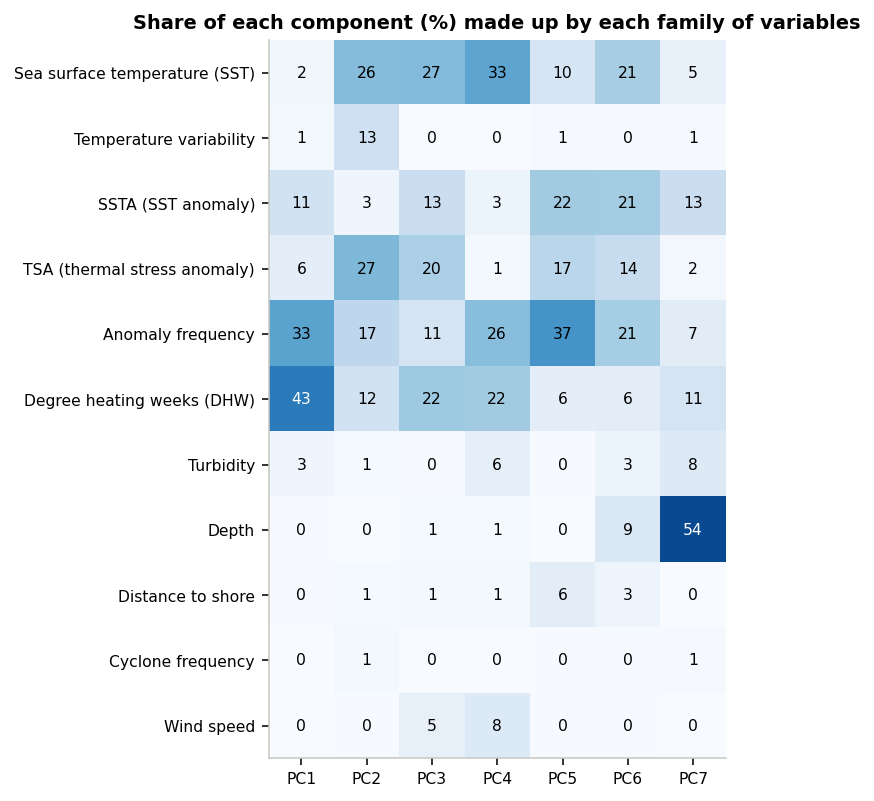 Share of each component (%) made up by each family of variables
Sea surface temperature (SST) 2 26 27 33 10 21 5
Temperature variability 1 13 0 0 1 0 1
SSTA (SST anomaly) 11 3 13 3 22 21 13
TSA (thermal stress anomaly) 6 27 20 1 17 14 2
Anomaly frequency 33 17 11 26 37 21 7
Degree heating weeks (DHW) 43 12 22 22 6 6 11
Turbidity 3 1 0 6 0 3 8
Depth 0 0 1 1 0 9 54
Distance to shore 0 1 1 1 6 3 0
Cyclone frequency 0 1 0 0 0 0 1
Wind speed 0 0 5 8 0 0 0
PC1 PC2 PC3 PC4 PC5 PC6 PC7